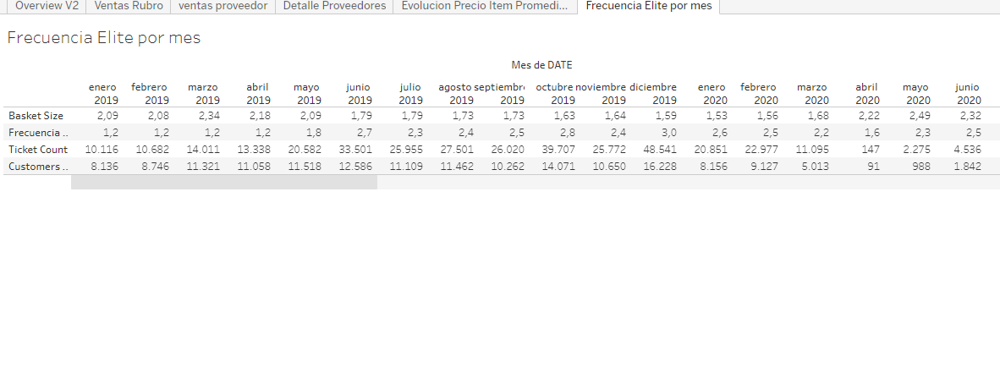 Overview V2 Ventas Rubro ventas proveedor Detalle Proveedores Evolucion Precio Item Promedi... Frecuencia Elite por mes
Frecuencia Elite por mes
Mes de DATE
enero febrero marzo abril mayo junio julio agosto septiembre octubre noviembre diciembre enero febrero marzo abril mayo junio
2019 2019 2019 2019 2019 2019 2019 2019 2019 2019 2019 2019 2020 2020 2020 2020 2020 2020
Basket Size 2,09 2,08 2,34 2,18 2,09 1,79 1,79 1,73 1,73 1,63 1,64 1,59 1,53 1,56 1,68 2,22 2,49 2,32
Frecuencia .. 1,2 1,2 1,2 1,2 1,8 2,7 2,3 2,4 2,5 2,8 2,4 3,0 2,6 2,5 2,2 1,6 2,3 2,5
Ticket Count 10.116 10.682 14.011 13.338 20.582 33.501 25.955 27.501 26.020 39.707 25.772 48.541 20.851 22.977 11.095 147 2.275 4.536
Customers .. 8.136 8.746 11.321 11.058 11.518 12.586 11.109 11.462 10.262 14.071 10.650 16.228 8.156 9.127 5.013 91 988 1.842